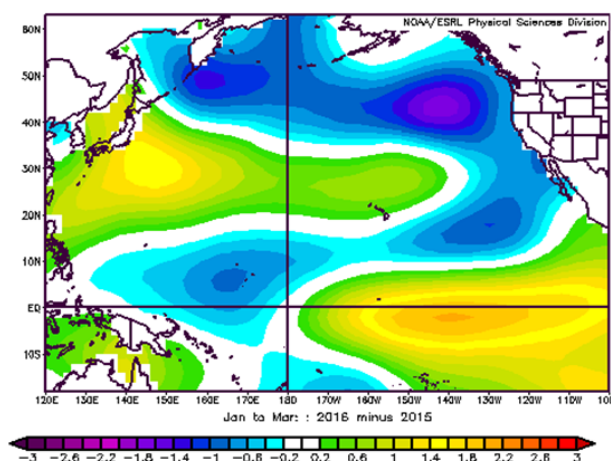 NOAA/ESRL Physical Sciences Division
60N
50N
40N
30N
20N
10N
EQ
10S
120E 130E 140E 150E 160E 170E 180 170W 160W 150W 140W 130W 120W 110W 100W
Jan to Mar: : 2016 minus 2015
-3 -2.6 -2.2 -1.8 -1.4 -1 -0.6 -0.2 0.2 0.6 1 1.4 1.8 2.2 2.6 3